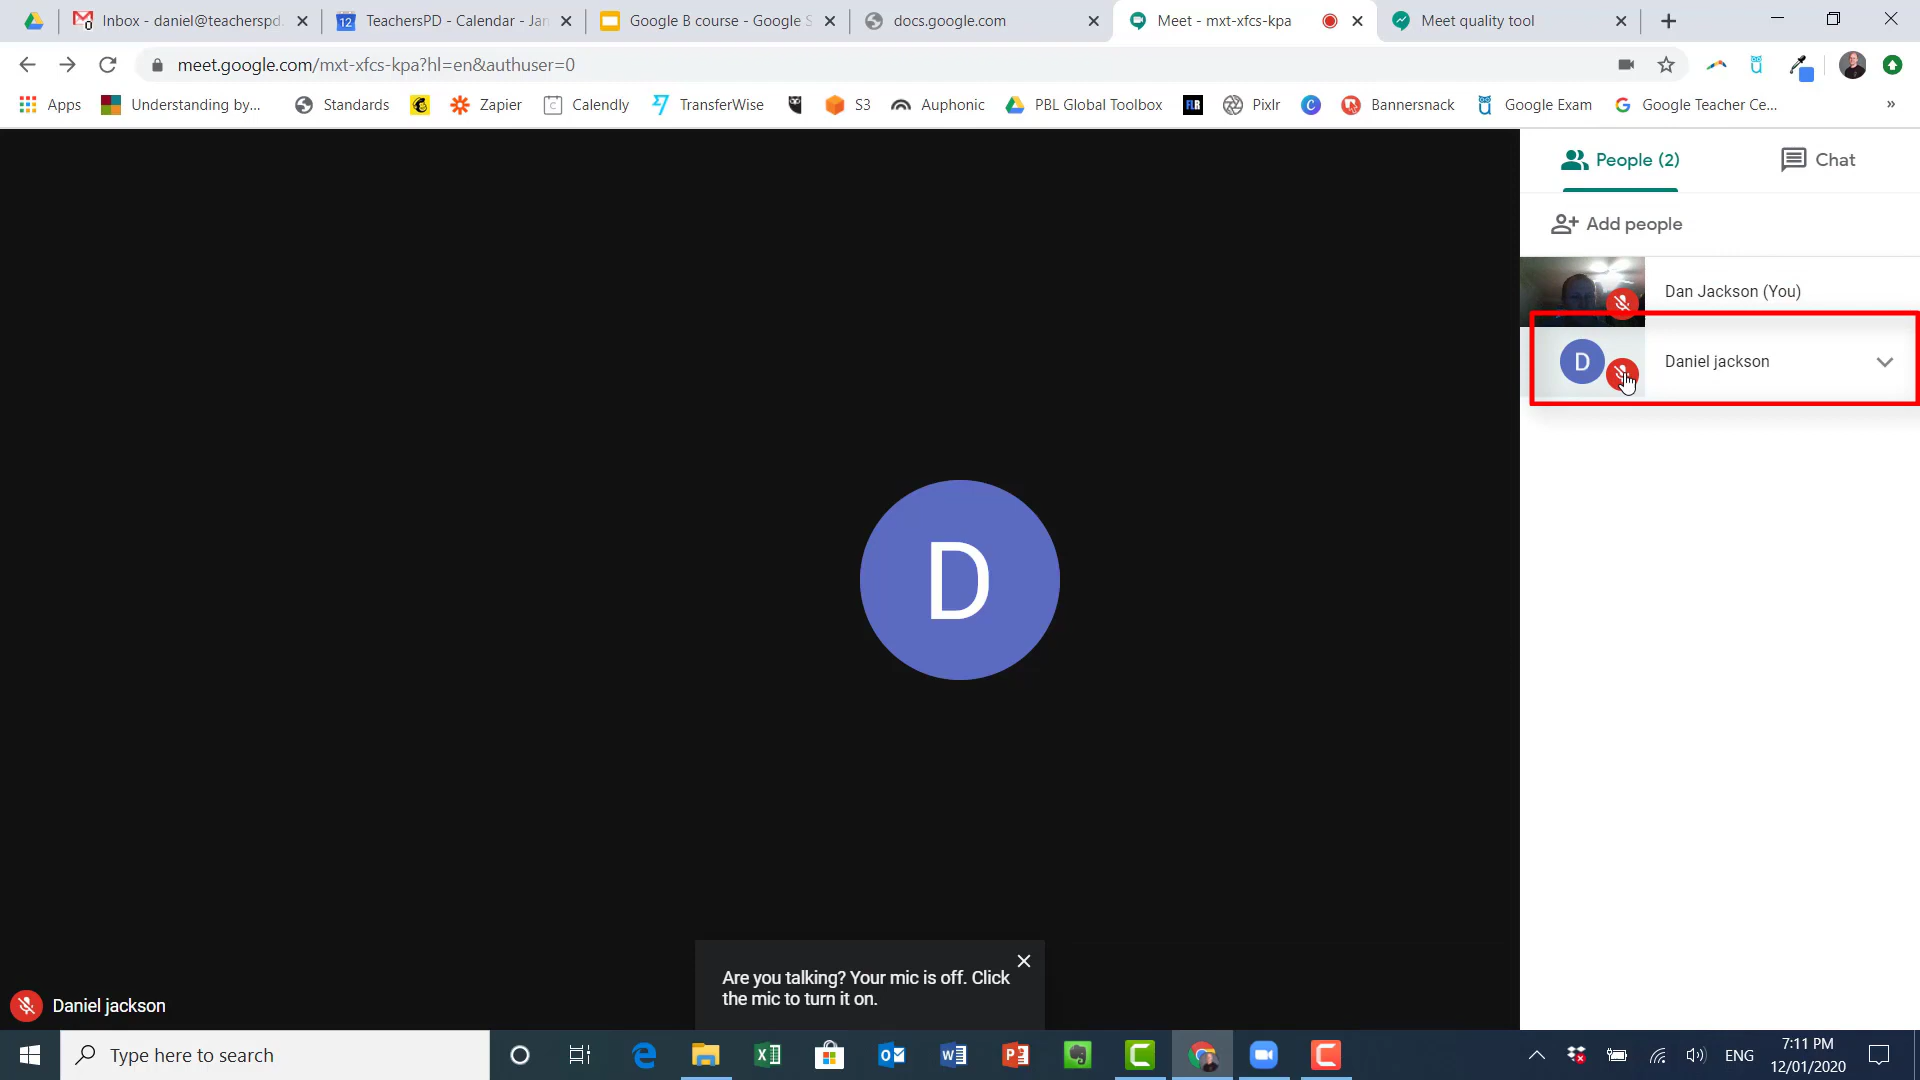 0
Inbox - daniel@teacherspd.
12
TeachersPD - Calendar - Jan
Google B course - Google S
docs.google.com
Meet - mxt-xfcs-kpa
Meet quality tool
meet.google.com/mxt-xfcs-kpa?hl=en&authuser=0
Apps
Understanding by...
Standards
Zapier
Calendly
TransferWise
S3
Auphonic
PBL Global Toolbox
FLR
Pixlr
Bannersnack
Google Exam
Google Teacher Ce...
»
People (2)
Chat
Add people
Dan Jackson (You)
D
Daniel jackson
D
Are you talking? Your mic is off. Click
the mic to turn it on.
Daniel jackson
Type here to search
ENG
7:11 PM
12/01/2020